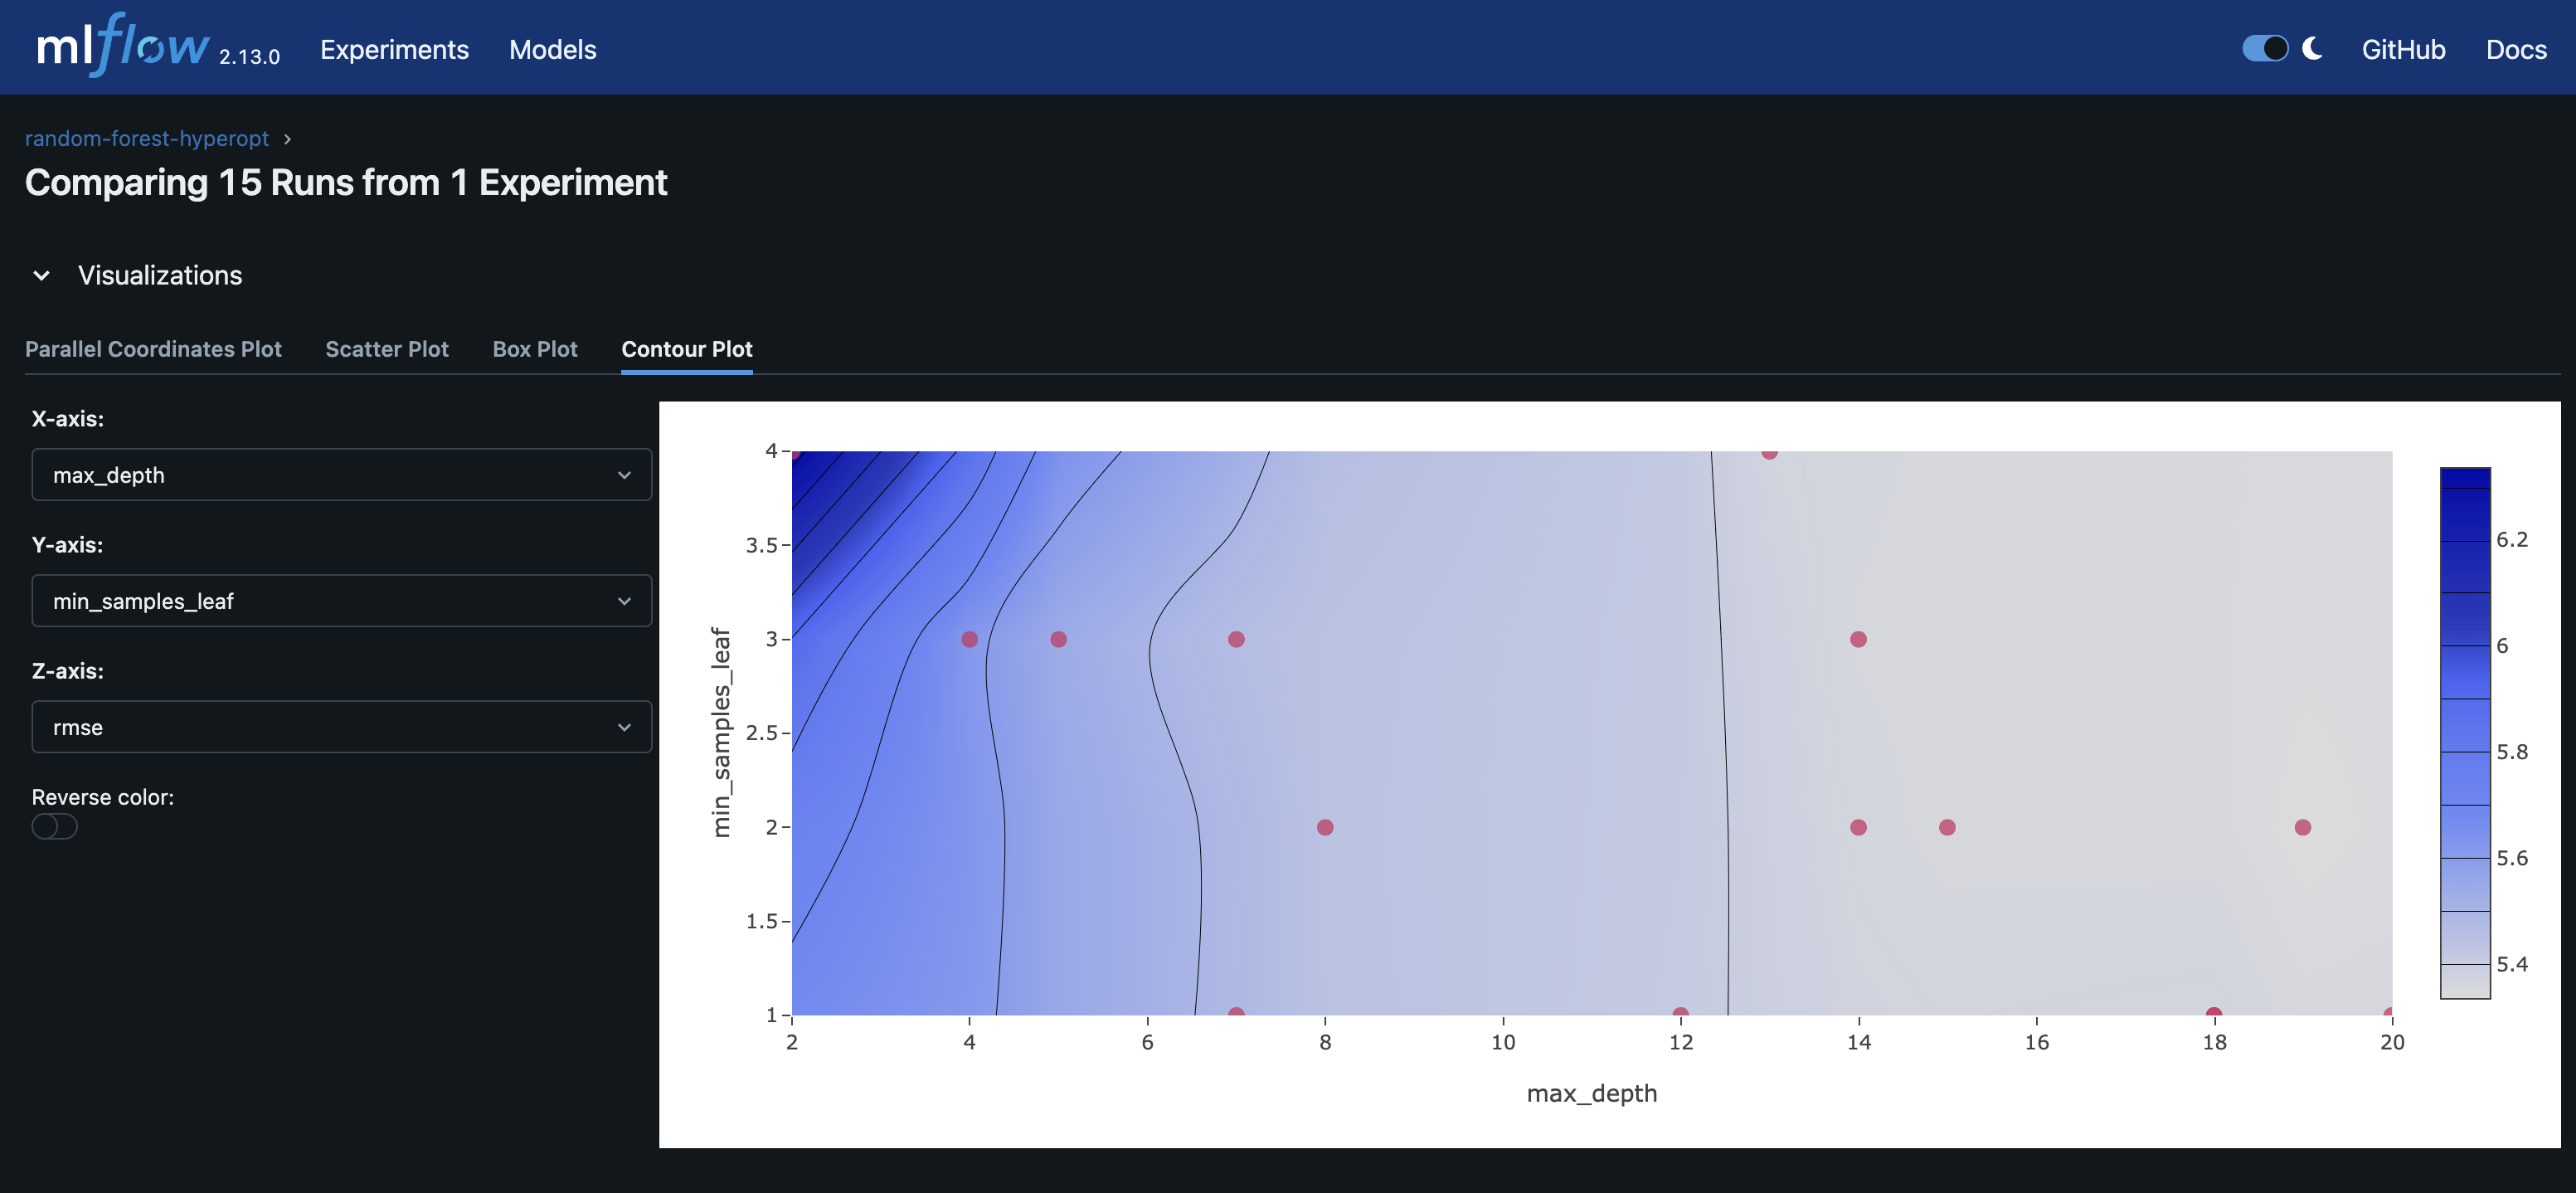 mlflow 2.13.0 Experiments Models GitHub Docs
random-forest-hyperopt
Comparing 15 Runs from 1 Experiment
Visualizations
Parallel Coordinates Plot Scatter Plot Box Plot Contour Plot
X-axis:
max_depth
Y-axis:
min_samples_leaf
Z-axis:
rmse
Reverse color:
min_samples_leaf
4
3.5
3
2.5
2
1.5
1
2 4 6 8 10 12 14 16 18 20
max_depth
6.2
6
5.8
5.6
5.4